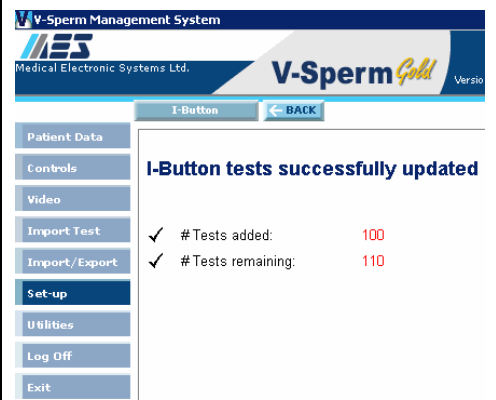 V-Sperm Management System
MES
Medical Electronic Systems Ltd.
V-Sperm Gold
I-Button
← BACK
Patient Data
Controls
Video
Import Test
Import/Export
Set-up
Utilities
Log Off
Exit
I-Button tests successfully updated
✓ # Tests added: 100
✓ # Tests remaining: 110